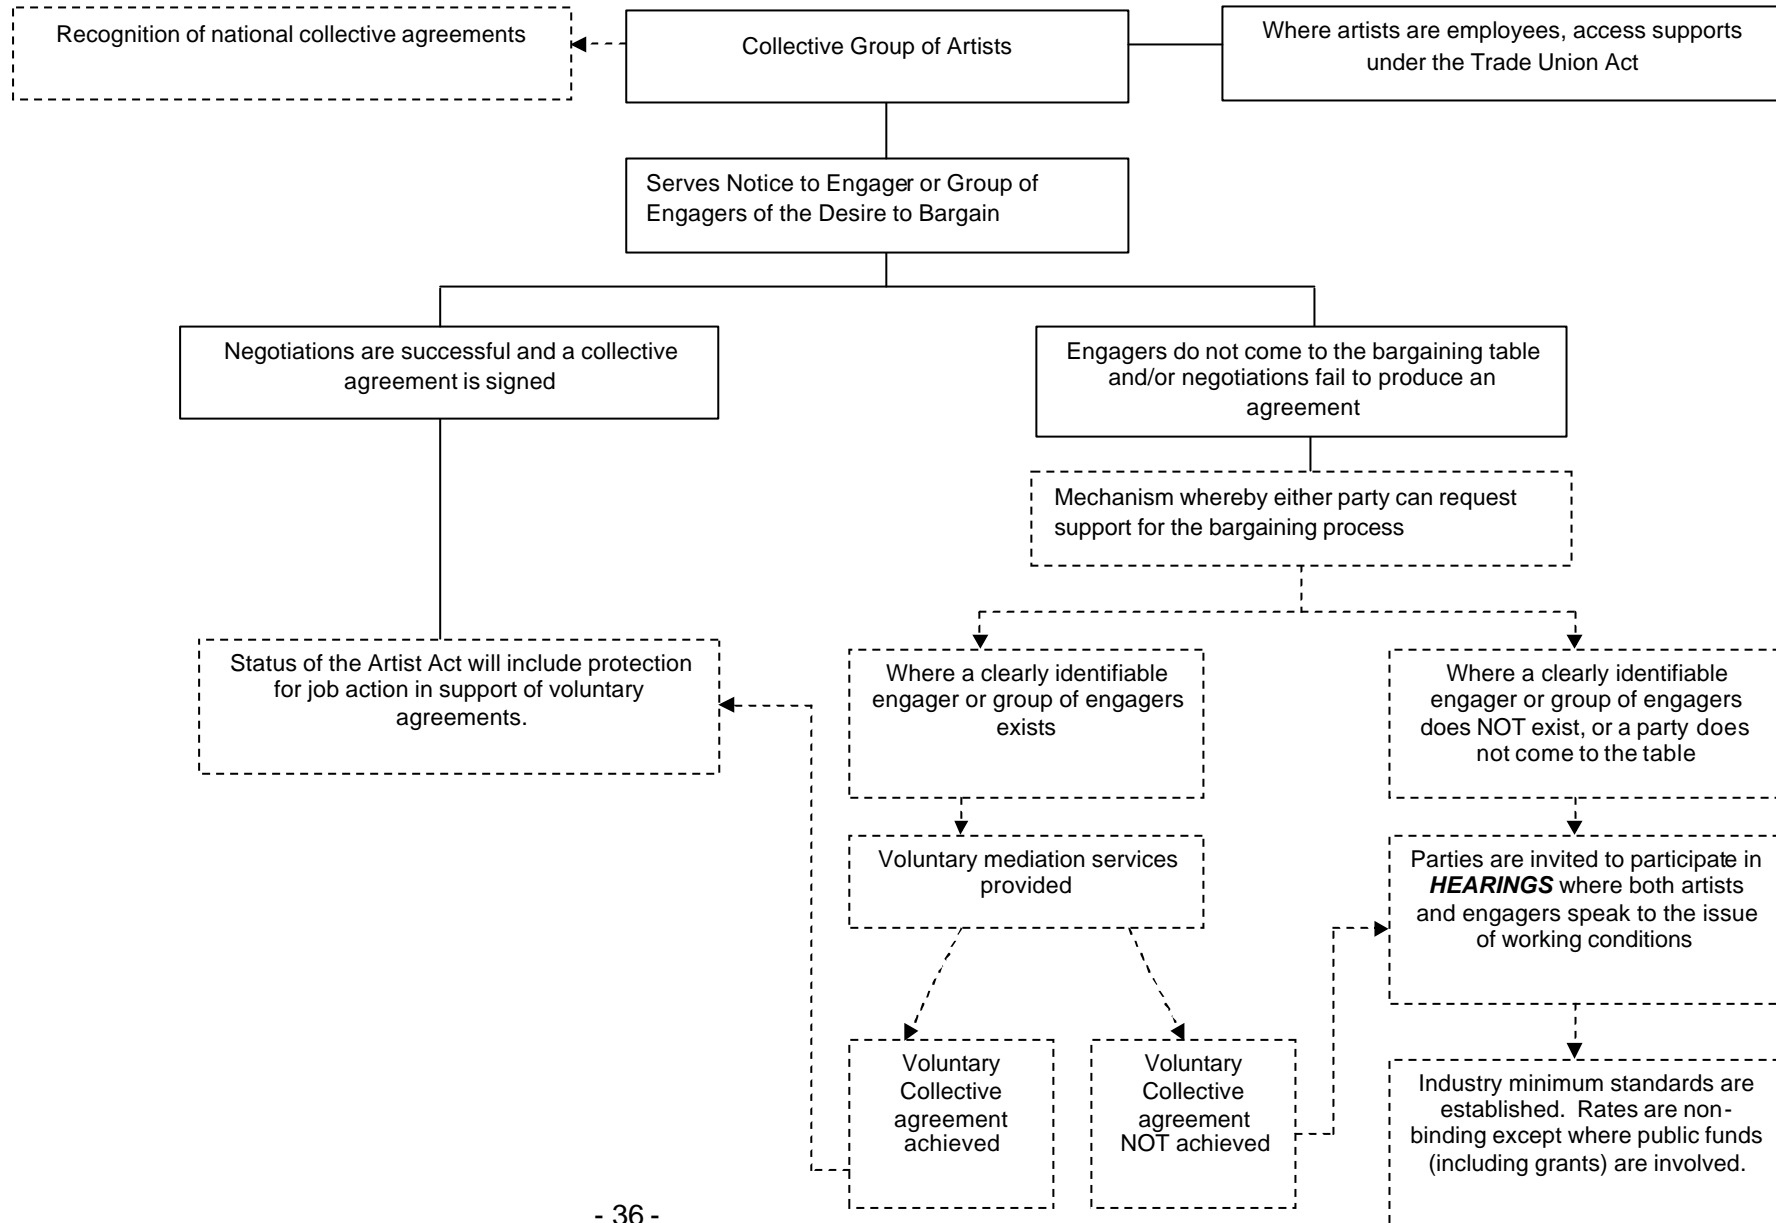 Recognition of national collective agreements
Collective Group of Artists
Where artists are employees, access supports
under the Trade Union Act
Serves Notice to Engager or Group of
Engagers of the Desire to Bargain
Negotiations are successful and a collective
agreement is signed
Engagers do not come to the bargaining table
and/or negotiations fail to produce an
agreement
Mechanism whereby either party can request
support for the bargaining process
Status of the Artist Act will include protection
for job action in support of voluntary
agreements.
Where a clearly identifiable
engager or group of engagers
exists
Where a clearly identifiable
engager or group of engagers
does NOT exist, or a party does
not come to the table
Voluntary mediation services
provided
Parties are invited to participate in
HEARINGS where both artists
and engagers speak to the issue
of working conditions
Voluntary
Collective
agreement
achieved
Voluntary
Collective
agreement
NOT achieved
Industry minimum standards are
established. Rates are non-
binding except where public funds
(including grants) are involved.
- 36 -